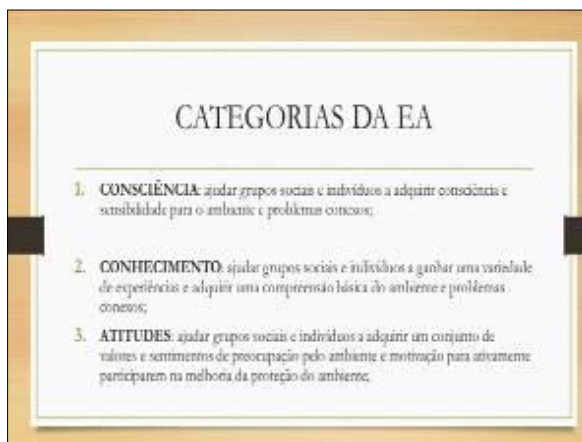 CATEGORIAS DA EA
1. CONSCIÊNCIA: ajudar grupos sociais e indivíduos a adquirir consciência e
sensibilidade para o ambiente e problemas conexos;
2. CONHECIMENTO: ajudar grupos sociais e indivíduos a ganhar uma variedade
de experiências e adquirir uma compreensão básica do ambiente e problemas
conexos;
3. ATITUDES: ajudar grupos sociais e indivíduos a adquirir um conjunto de
valores e sentimentos de preocupação pelo ambiente e motivação para ativamente
participarem na melhoria da proteção do ambiente;